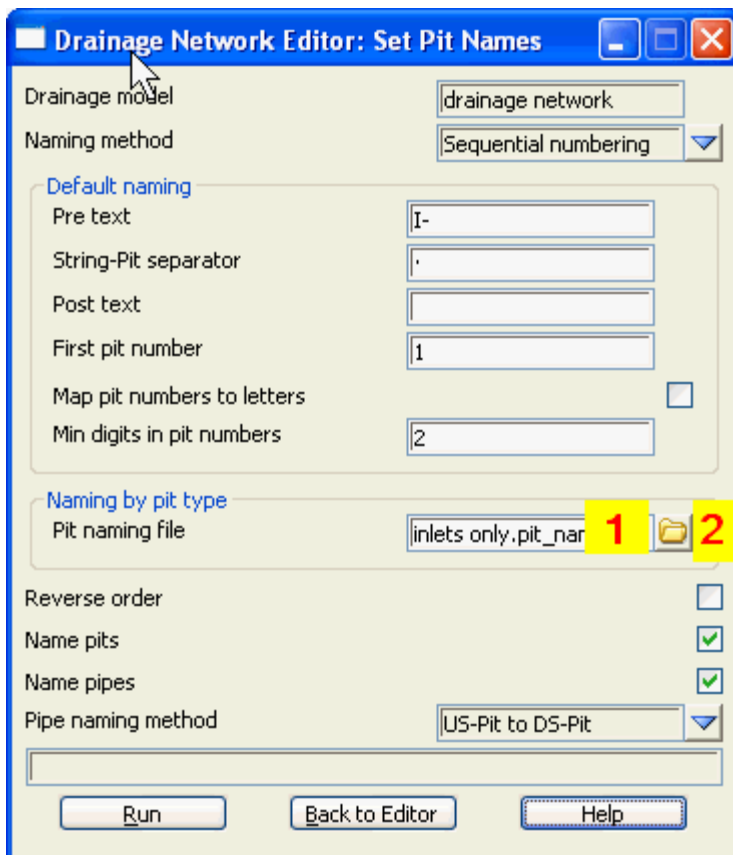 Drainage Network Editor: Set Pit Names
Drainage model drainage network
Naming method Sequential numbering
Default naming
Pre text I-
String-Pit separator '
Post text
First pit number 1
Map pit numbers to letters
Min digits in pit numbers 2
Naming by pit type
Pit naming file inlets only.pit_nar 1 2
Reverse order
Name pits
Name pipes
Pipe naming method US-Pit to DS-Pit
Run Back to Editor Help